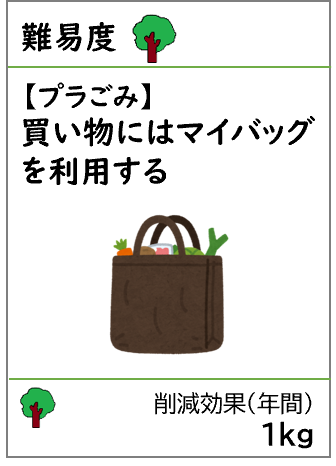 難易度
【プラごみ】
買い物にはマイバッグ
を利用する
削減効果(年間)
1kg